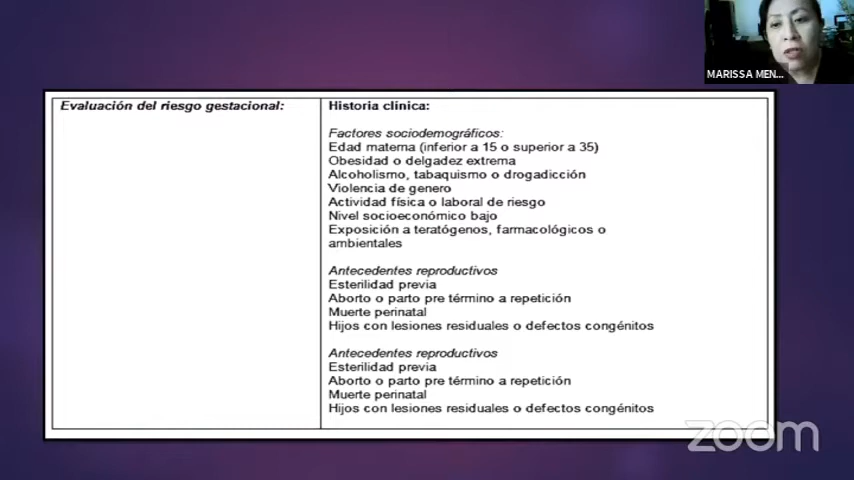 MARISSA MEN...
Evaluación del riesgo gestacional:
Historia clínica:
Factores sociodemográficos:
Edad materna (inferior a 15 o superior a 35)
Obesidad o delgadez extrema
Alcoholismo, tabaquismo o drogadicción
Violencia de genero
Actividad física o laboral de riesgo
Nivel socioeconómico bajo
Exposición a teratógenos, farmacológicos o
ambientales
Antecedentes reproductivos
Esterilidad previa
Aborto o parto pre término a repetición
Muerte perinatal
Hijos con lesiones residuales o defectos congénitos
Antecedentes reproductivos
Esterilidad previa
Aborto o parto pre término a repetición
Muerte perinatal
Hijos con lesiones residuales o defectos congénitos
zoom